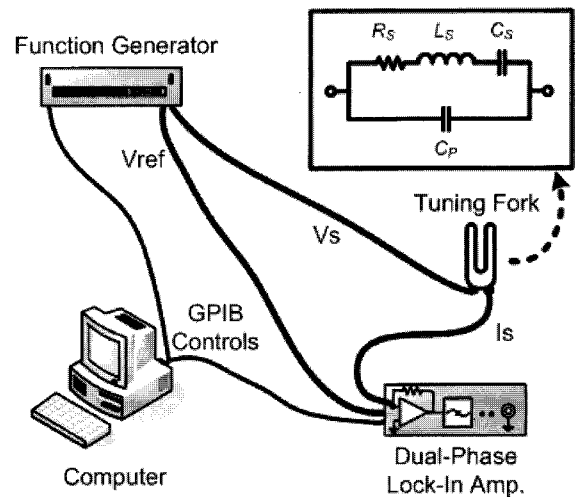 Function Generator
R_S L_S C_S
C_P
Vref
Tuning Fork
Vs
GPIB
Controls
Is
Computer
Dual-Phase
Lock-In Amp.